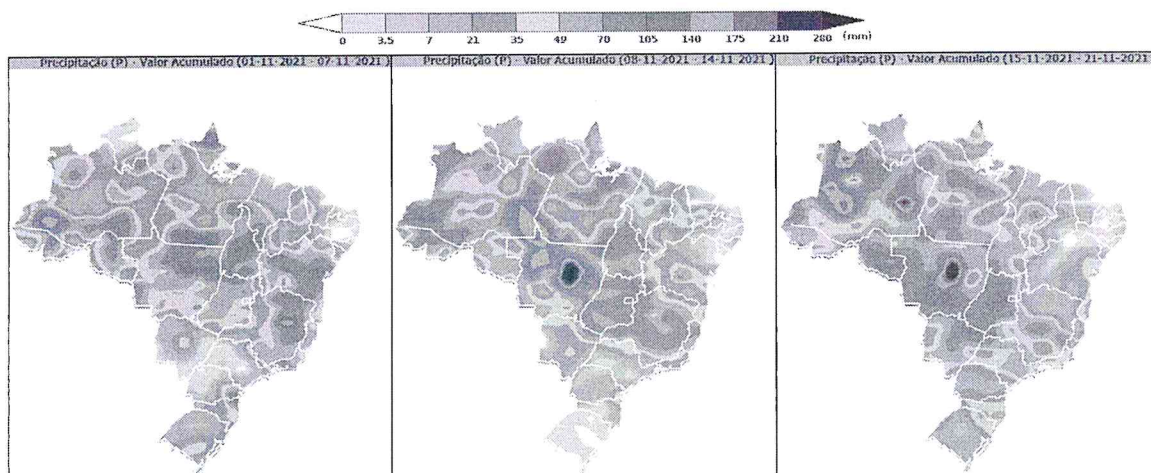 0 3.5 7 21 35 49 70 105 140 175 210 280 (mm)
Precipitação (P) - Valor Acumulado (01-11-2021 - 07-11-2021 )
Precipitação (P) - Valor Acumulado (08-11-2021 - 14-11-2021 )
Precipitação (P) - Valor Acumulado (15-11-2021 - 21-11-2021